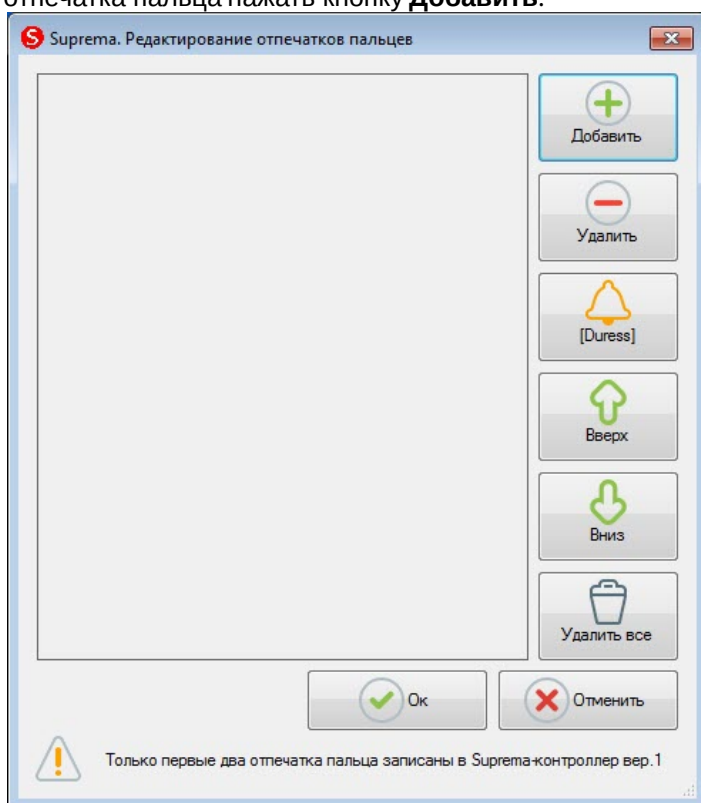 отпечатка пальца нажать кнопку Добавить.
Suprema. Редактирование отпечатков пальцев
Добавить
Удалить
[Duress]
Вверх
Вниз
Удалить все
Ок
Отменить
Только первые два отпечатка пальца записаны в Suprema-контроллер вер.1